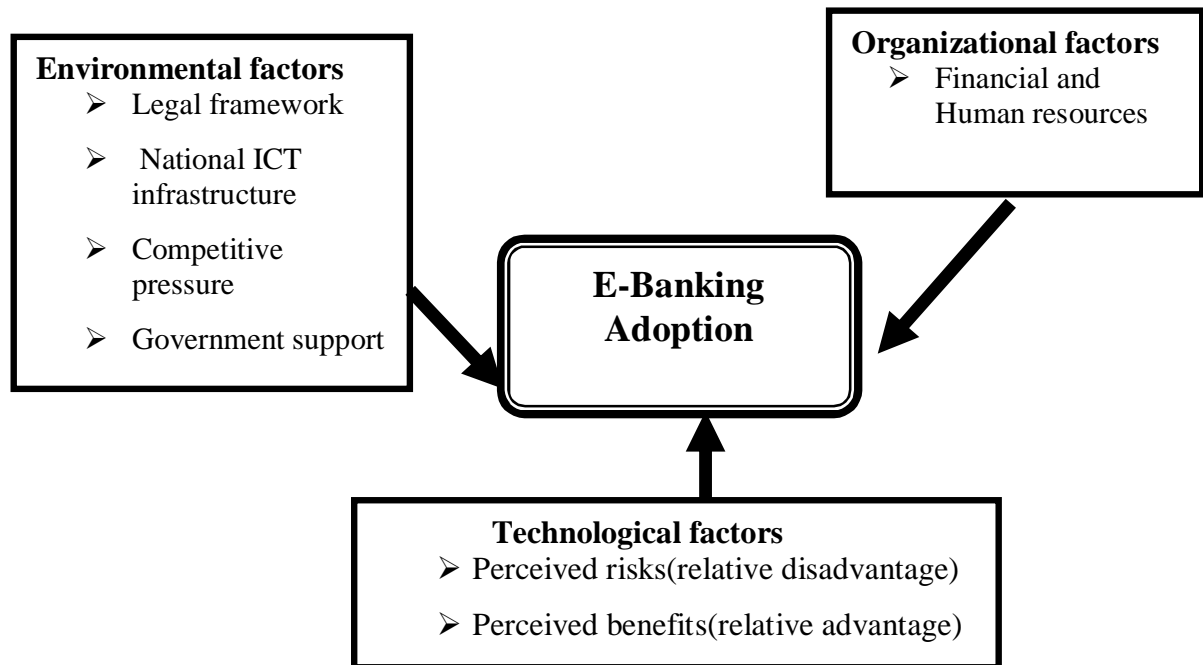 Environmental factors
➢ Legal framework
➢ National ICT
infrastructure
➢ Competitive
pressure
➢ Government support
Organizational factors
➢ Financial and
Human resources
E-Banking
Adoption
Technological factors
➢ Perceived risks(relative disadvantage)
➢ Perceived benefits(relative advantage)